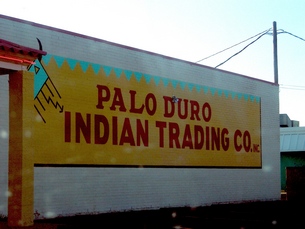 PALO DURO
INDIAN TRADING CO. INC